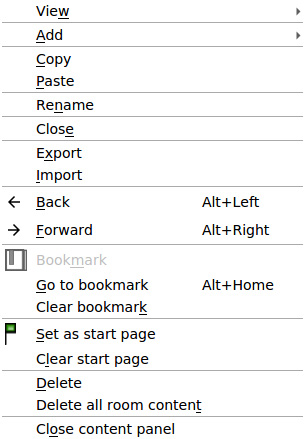 View
Add
Copy
Paste
Rename
Close
Export
Import
Back Alt+Left
Forward Alt+Right
Bookmark
Go to bookmark Alt+Home
Clear bookmark
Set as start page
Clear start page
Delete
Delete all room content
Close content panel